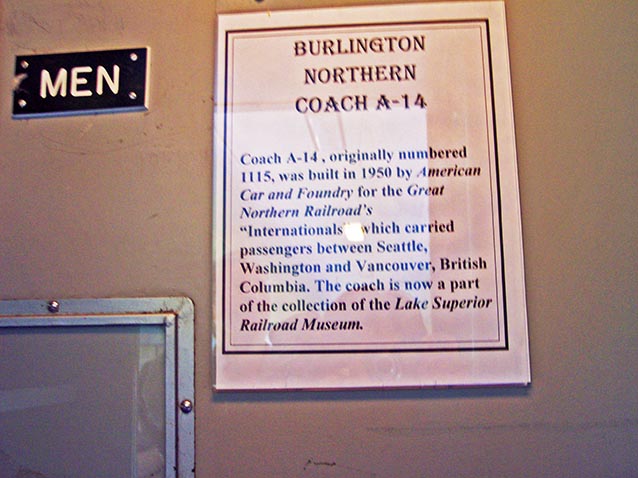 MEN
BURLINGTON
NORTHERN
COACH A-14
Coach A-14 , originally numbered
1115, was built in 1950 by American
Car and Foundry for the Great
Northern Railroad's
"Internationals" which carried
passengers between Seattle,
Washington and Vancouver, British
Columbia. The coach is now a part
of the collection of the Lake Superior
Railroad Museum.